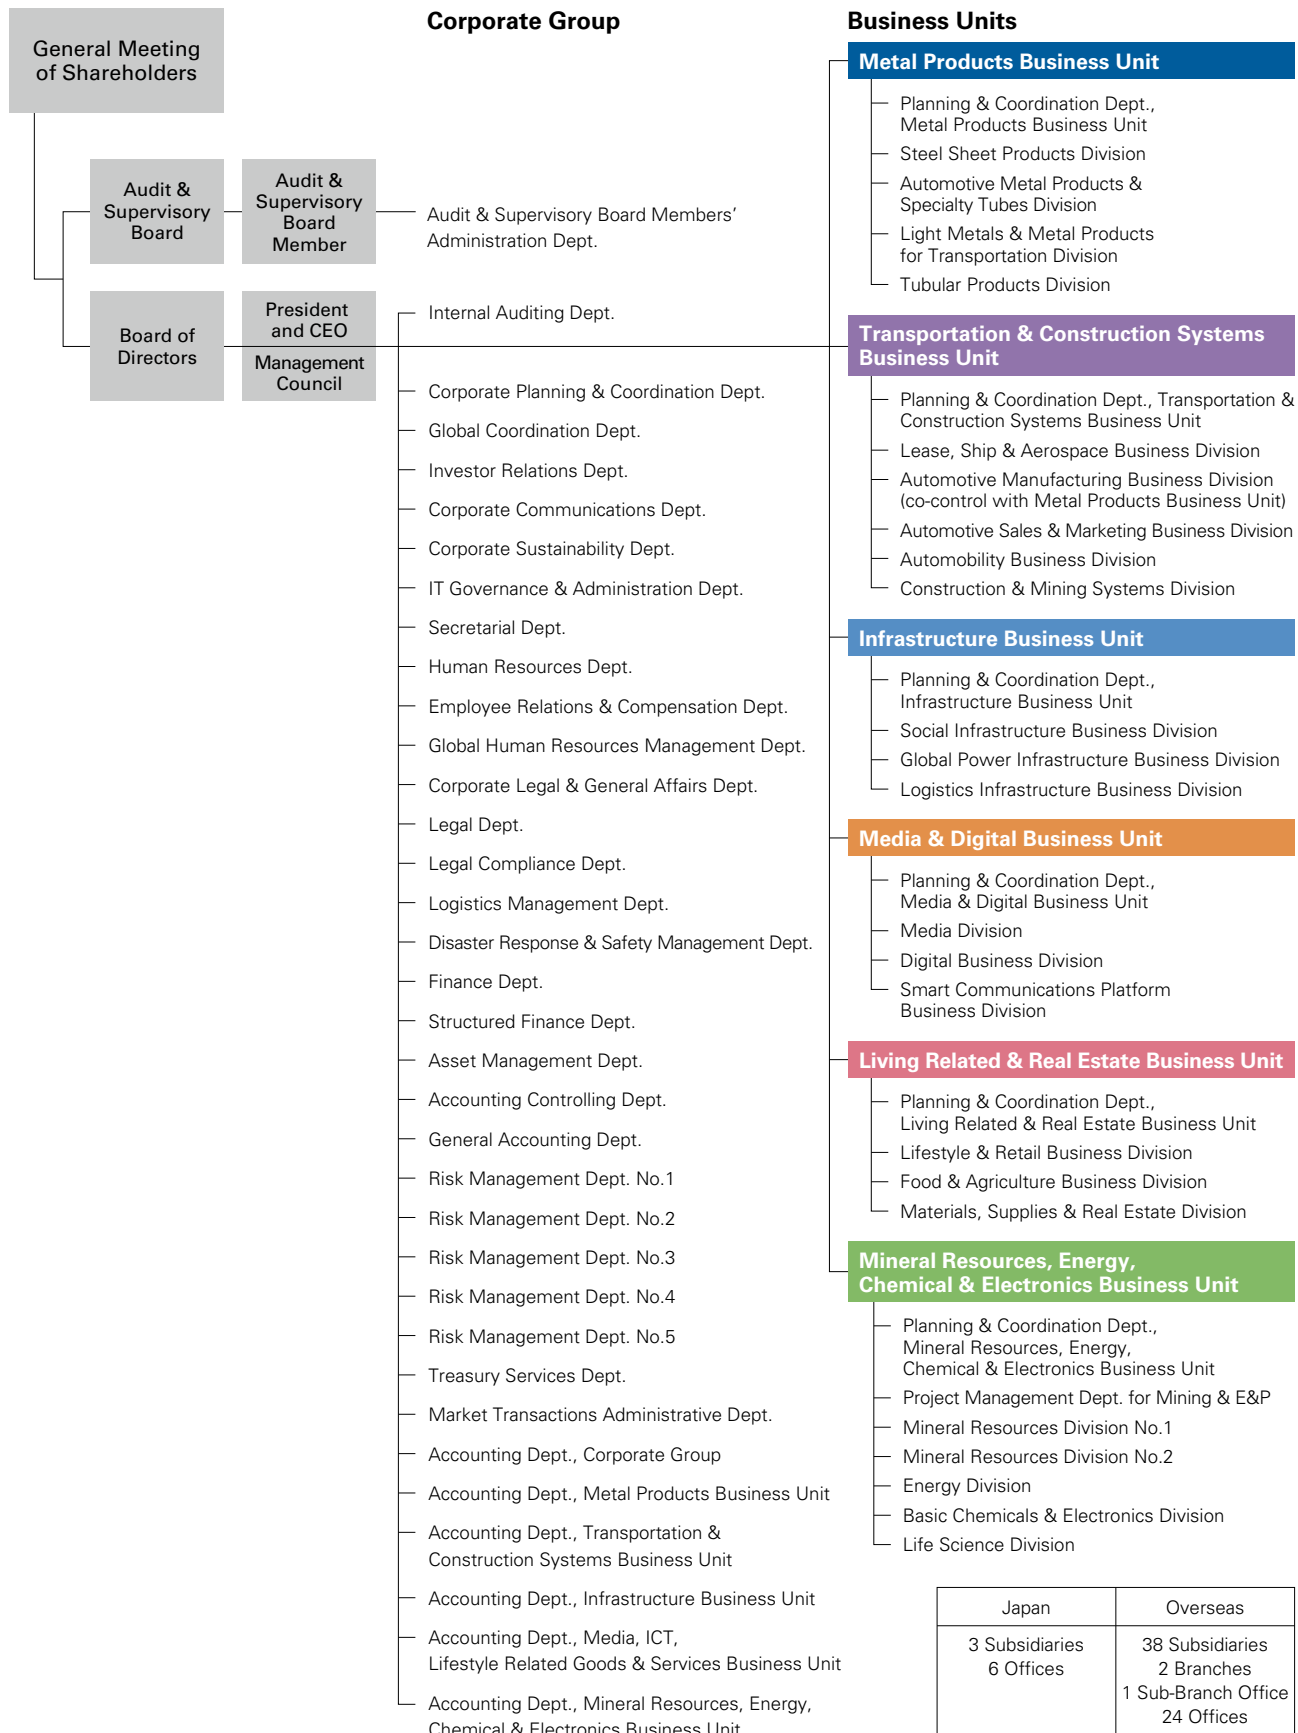 General Meeting
of Shareholders
Audit &
Supervisory
Board
Audit &
Supervisory
Board
Member
Board of
Directors
President
and CEO
Management
Council
Corporate Group
Audit & Supervisory Board Members’
Administration Dept.
Internal Auditing Dept.
Corporate Planning & Coordination Dept.
Global Coordination Dept.
Investor Relations Dept.
Corporate Communications Dept.
Corporate Sustainability Dept.
IT Governance & Administration Dept.
Secretarial Dept.
Human Resources Dept.
Employee Relations & Compensation Dept.
Global Human Resources Management Dept.
Corporate Legal & General Affairs Dept.
Legal Dept.
Legal Compliance Dept.
Logistics Management Dept.
Disaster Response & Safety Management Dept.
Finance Dept.
Structured Finance Dept.
Asset Management Dept.
Accounting Controlling Dept.
General Accounting Dept.
Risk Management Dept. No.1
Risk Management Dept. No.2
Risk Management Dept. No.3
Risk Management Dept. No.4
Risk Management Dept. No.5
Treasury Services Dept.
Market Transactions Administrative Dept.
Accounting Dept., Corporate Group
Accounting Dept., Metal Products Business Unit
Accounting Dept., Transportation &
Construction Systems Business Unit
Accounting Dept., Infrastructure Business Unit
Accounting Dept., Media, ICT,
Lifestyle Related Goods & Services Business Unit
Accounting Dept., Mineral Resources, Energy,
Chemical & Electronics Business Unit
Business Units
Metal Products Business Unit
Planning & Coordination Dept.,
Metal Products Business Unit
Steel Sheet Products Division
Automotive Metal Products &
Specialty Tubes Division
Light Metals & Metal Products
for Transportation Division
Tubular Products Division
Transportation & Construction Systems
Business Unit
Planning & Coordination Dept., Transportation &
Construction Systems Business Unit
Lease, Ship & Aerospace Business Division
Automotive Manufacturing Business Division
(co-control with Metal Products Business Unit)
Automotive Sales & Marketing Business Division
Automobility Business Division
Construction & Mining Systems Division
Infrastructure Business Unit
Planning & Coordination Dept.,
Infrastructure Business Unit
Social Infrastructure Business Division
Global Power Infrastructure Business Division
Logistics Infrastructure Business Division
Media & Digital Business Unit
Planning & Coordination Dept.,
Media & Digital Business Unit
Media Division
Digital Business Division
Smart Communications Platform
Business Division
Living Related & Real Estate Business Unit
Planning & Coordination Dept.,
Living Related & Real Estate Business Unit
Lifestyle & Retail Business Division
Food & Agriculture Business Division
Materials, Supplies & Real Estate Division
Mineral Resources, Energy,
Chemical & Electronics Business Unit
Planning & Coordination Dept.,
Mineral Resources, Energy,
Chemical & Electronics Business Unit
Project Management Dept. for Mining & E&P
Mineral Resources Division No.1
Mineral Resources Division No.2
Energy Division
Basic Chemicals & Electronics Division
Life Science Division
Japan
3 Subsidiaries
6 Offices
Overseas
38 Subsidiaries
2 Branches
1 Sub-Branch Office
24 Offices